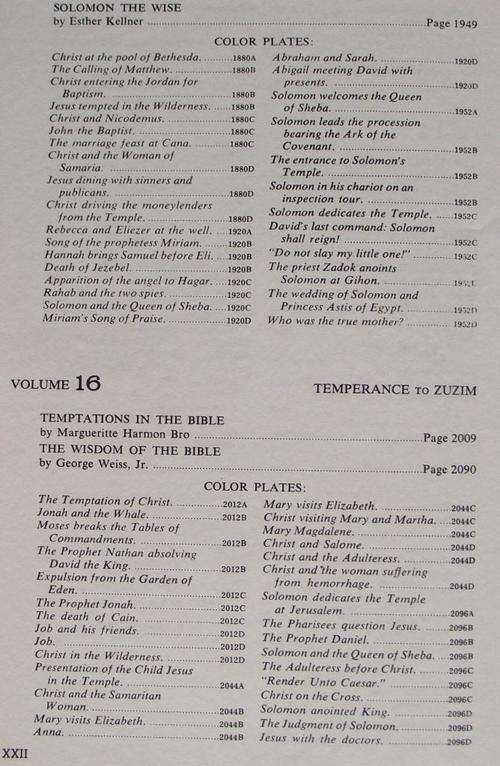 SOLOMON THE WISE
by Esther Kellner ........ Page 1949
COLOR PLATES:
Christ at the pool of Bethesda. ........ 1880A
The Calling of Matthew. ........ 1880B
Christ entering the Jordan for
Baptism. ........ 1880B
Jesus tempted in the Wilderness. ........ 1880B
Christ and Nicodemus. ........ 1880C
John the Baptist. ........ 1880C
The marriage feast at Cana. ........ 1880C
Christ and the Woman of
Samaria. ........ 1880D
Jesus dining with sinners and
publicans. ........ 1880D
Christ driving the moneylenders
from the Temple. ........ 1880D
Rebecca and Eliezer at the well. ........ 1920A
Song of the prophetess Miriam. ........ 1920B
Hannah brings Samuel before Eli. ........ 1920B
Death of Jezebel. ........ 1920B
Apparition of the angel to Hagar. ........ 1920C
Rahab and the two spies. ........ 1920C
Solomon and the Queen of Sheba. ........ 1920C
Miriam's Song of Praise. ........ 1920D
Abraham and Sarah. ........ 1920D
Abigail meeting David with
presents. ........ 1920D
Solomon welcomes the Queen
of Sheba. ........ 1952A
Solomon leads the procession
bearing the Ark of the
Covenant. ........ 1952B
The entrance to Solomon's
Temple. ........ 1952B
Solomon in his chariot on an
inspection tour. ........ 1952B
Solomon dedicates the Temple. ........ 1952C
David's last command: Solomon
shall reign! ........ 1952C
"Do not slay my little one!" ........ 1952C
The priest Zadok anoints
Solomon at Gihon. ........
The wedding of Solomon and
Princess Astis of Egypt. ........ 1952D
Who was the true mother? ........ 1952D
VOLUME 16 TEMPERANCE TO ZUZIM
TEMPTATIONS IN THE BIBLE
by Margueritte Harmon Bro ........ Page 2009
THE WISDOM OF THE BIBLE
by George Weiss, Jr. ........ Page 2090
COLOR PLATES:
The Temptation of Christ. ........ 2012A
Jonah and the Whale. ........ 2012B
Moses breaks the Tables of
Commandments. ........ 2012B
The Prophet Nathan absolving
David the King. ........ 2012B
Expulsion from the Garden of
Eden. ........ 2012C
The Prophet Jonah. ........ 2012C
The death of Cain. ........ 2012C
Job and his friends. ........ 2012D
Job. ........ 2012D
Christ in the Wilderness. ........ 2012D
Presentation of the Child Jesus
in the Temple. ........ 2044A
Christ and the Samaritan
Woman. ........ 2044B
Mary visits Elizabeth. ........ 2044B
Anna. ........ 2044B
Mary visits Elizabeth. ........ 2044C
Christ visiting Mary and Martha. ........ 2044C
Mary Magdalene. ........ 2044C
Christ and Salome. ........ 2044D
Christ and the Adulteress. ........ 2044D
Christ and the woman suffering
from hemorrhage. ........ 2044D
Solomon dedicates the Temple
at Jerusalem. ........ 2096A
The Pharisees question Jesus. ........ 2096B
The Prophet Daniel. ........ 2096B
Solomon and the Queen of Sheba. ........ 2096B
The Adulteress before Christ. ........ 2096C
"Render Unto Caesar." ........ 2096C
Christ on the Cross. ........ 2096C
Solomon anointed King. ........ 2096D
The Judgment of Solomon. ........ 2096D
Jesus with the doctors. ........ 2096D
XXII